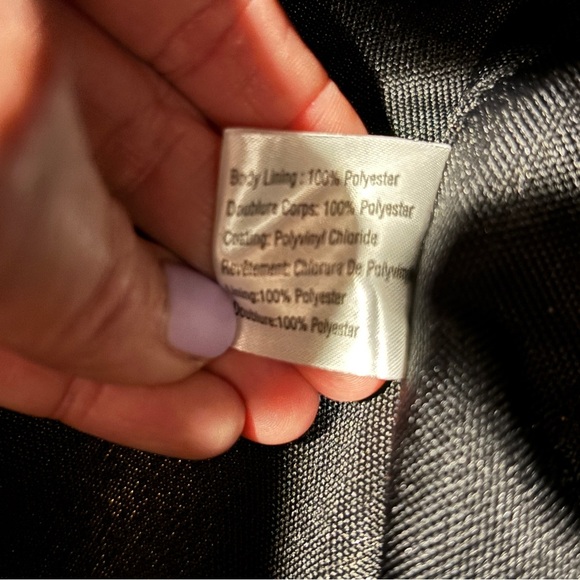 Body Lining : 100% Polyester
Doublure Corps: 100% Polyester
Coating: Polyvinyl Chloride
Revêtement: Chlorure De Polyvinyl
Lining:100% Polyester
Doublure:100% Polyester